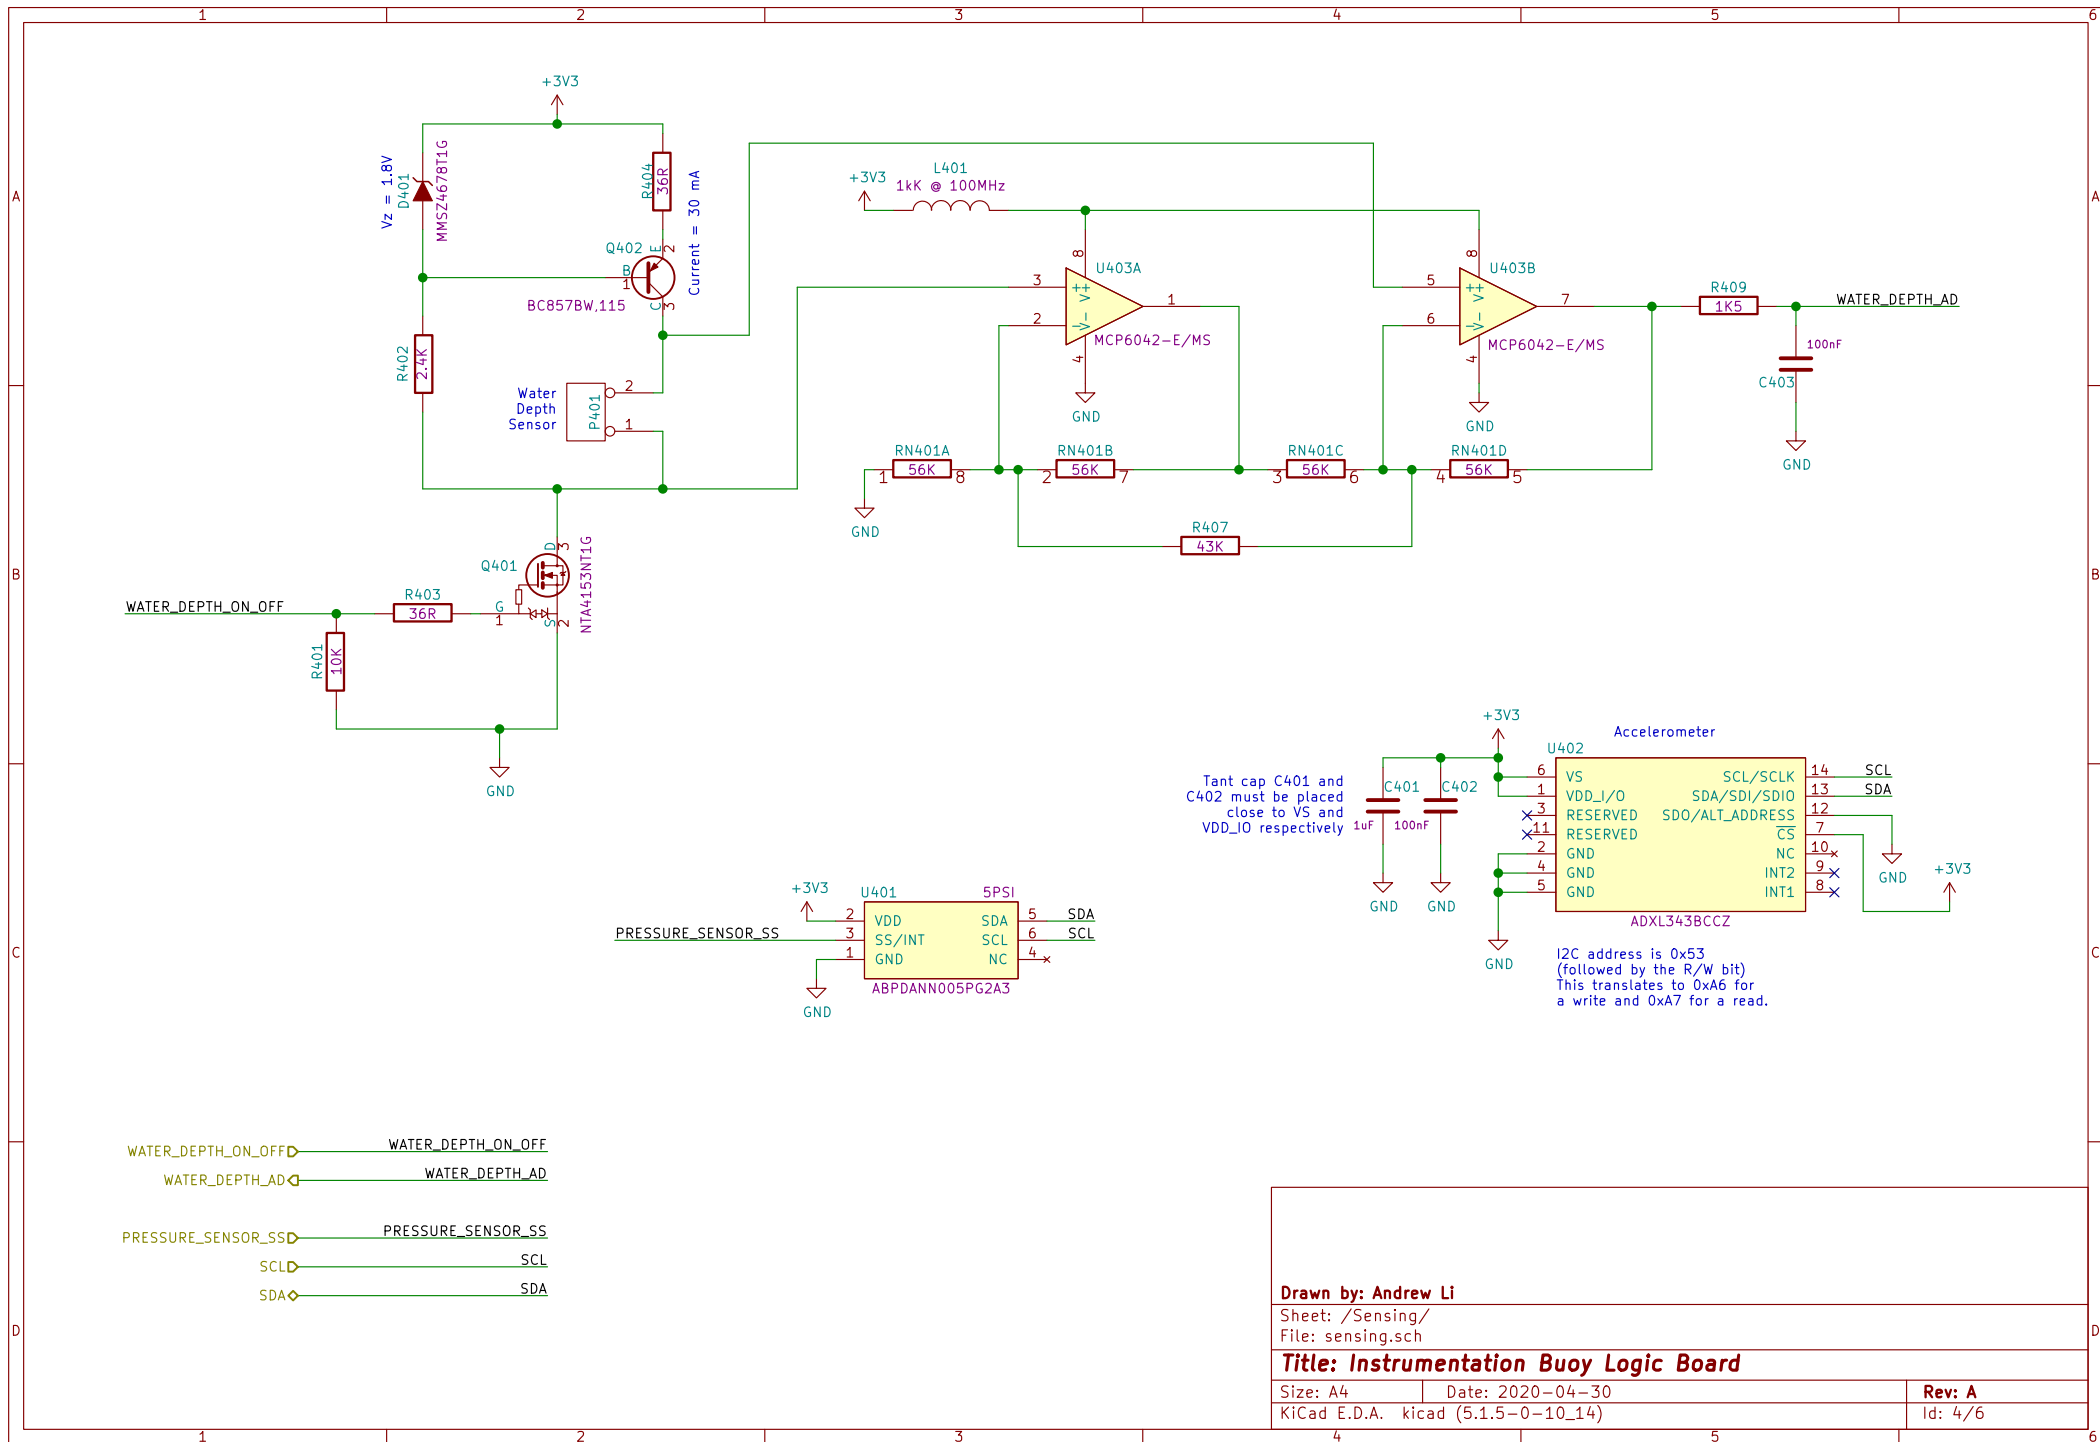 1 2 3 4 5 6
A
B
C
D
+3V3
Vz = 1.8V
D401
MMSZ4678T1G
R404
36R
Current = 30 mA
Q402
E
2
B
1
C
3
BC857BW,115
R402
2.4K
Water
Depth
Sensor
P401
2
1
Q401
D
3
G
1
S
2
NTA4153NT1G
WATER_DEPTH_ON_OFF
R403
36R
R401
10K
GND
+3V3
L401
1kK @ 100MHz
U403A
8
3
2
1
4
+
V+
-
V-
MCP6042-E/MS
GND
U403B
8
5
6
7
4
+
V+
-
V-
MCP6042-E/MS
GND
R409
1K5
WATER_DEPTH_AD
100nF
C403
GND
RN401A
1 56K 8
GND
RN401B
2 56K 7
RN401C
3 56K 6
RN401D
4 56K 5
R407
43K
+3V3
Accelerometer
U402
Tant cap C401 and
C402 must be placed
close to VS and
VDD_IO respectively
C401
1uF
C402
100nF
GND
GND
6 VS
1 VDD_I/O
3 RESERVED
11 RESERVED
2 GND
4 GND
5 GND
SCL/SCLK 14 SCL
SDA/SDI/SDIO 13 SDA
SDO/ALT_ADDRESS 12
CS 7
NC 10
INT2 9
INT1 8
GND
+3V3
GND
ADXL343BCCZ
I2C address is 0x53
(followed by the R/W bit)
This translates to 0xA6 for
a write and 0xA7 for a read.
+3V3
U401
5PSI
PRESSURE_SENSOR_SS
2 VDD
3 SS/INT
1 GND
SDA 5 SDA
SCL 6 SCL
NC 4
ABPDANN005PG2A3
GND
WATER_DEPTH_ON_OFF WATER_DEPTH_ON_OFF
WATER_DEPTH_AD WATER_DEPTH_AD
PRESSURE_SENSOR_SS PRESSURE_SENSOR_SS
SCL SCL
SDA SDA
Drawn by: Andrew Li
Sheet: /Sensing/
File: sensing.sch
Title: Instrumentation Buoy Logic Board
Size: A4 Date: 2020-04-30 Rev: A
KiCad E.D.A. kicad (5.1.5-0-10_14) Id: 4/6
A
B
C
D
1 2 3 4 5 6